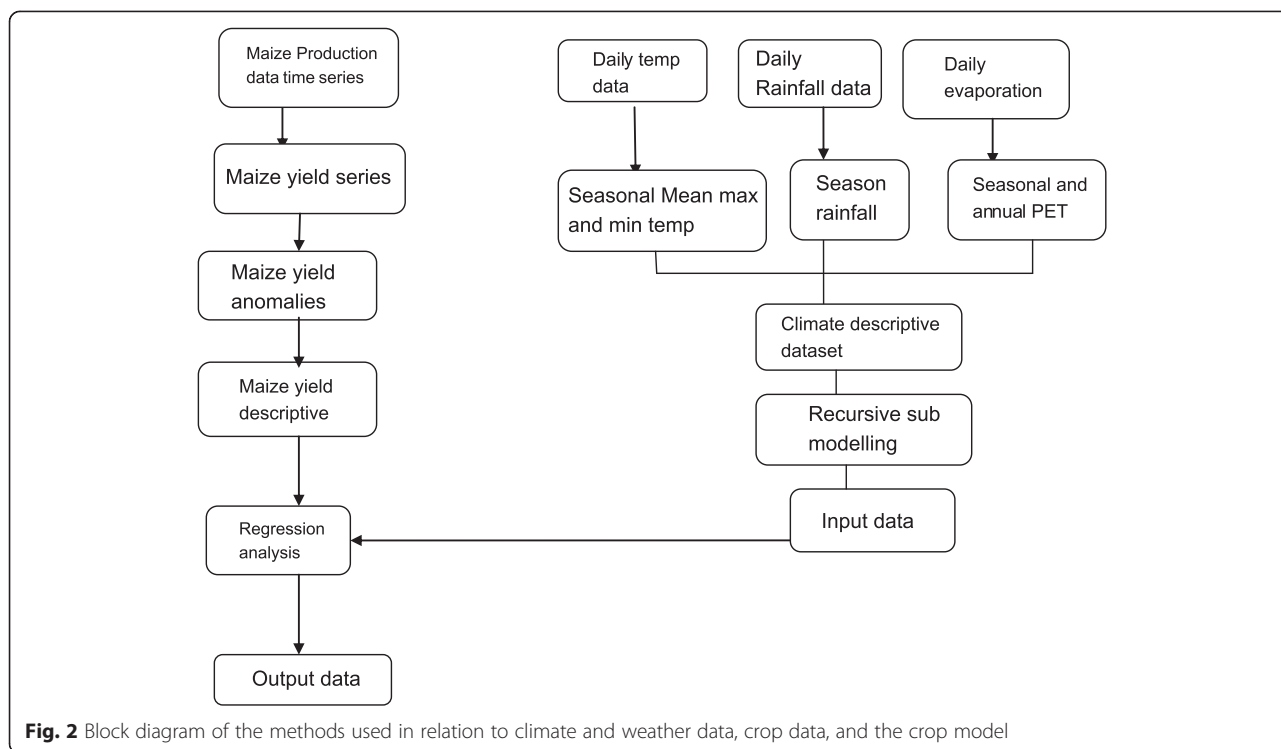 Maize Production
data time series
Maize yield series
Maize yield
anomalies
Maize yield
descriptive
Regression
analysis
Output data
Daily temp
data
Daily
Rainfall data
Daily
evaporation
Seasonal Mean max
and min temp
Season
rainfall
Seasonal and
annual PET
Climate descriptive
dataset
Recursive sub
modelling
Input data
Fig. 2 Block diagram of the methods used in relation to climate and weather data, crop data, and the crop model